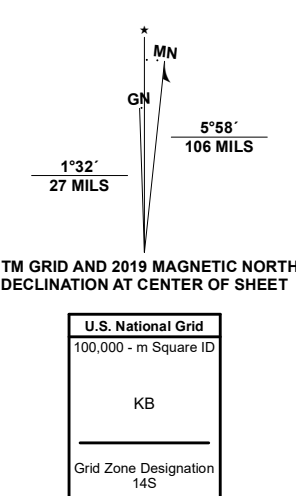 ★
MN
GN
5°58´
106 MILS
1°32´
27 MILS
TM GRID AND 2019 MAGNETIC NORTH
DECLINATION AT CENTER OF SHEET
U.S. National Grid
100,000 - m Square ID
KB
Grid Zone Designation
14S